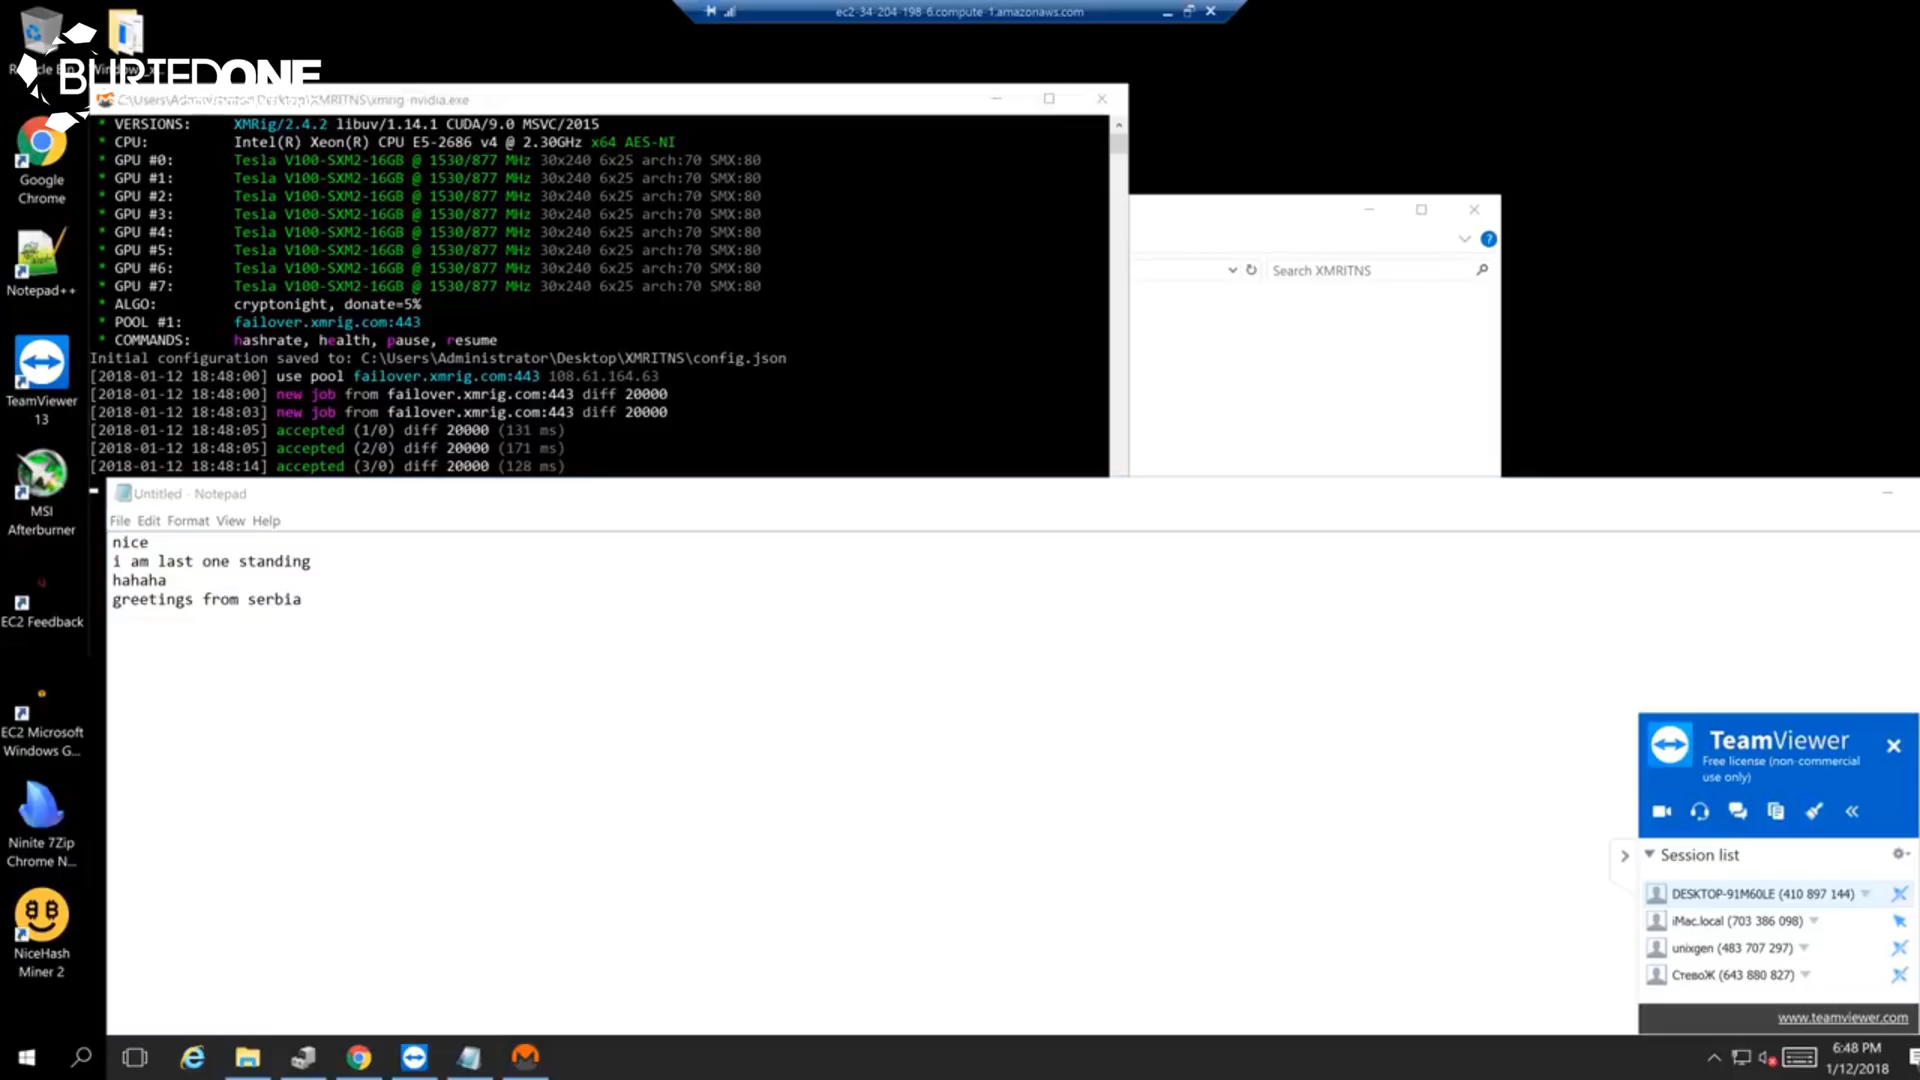 ec2-34-204-198-6.compute-1.amazonaws.com
BURIEDONE
C:\Users\Administrator\Desktop\XMRITNS\xmrig-nvidia.exe
* VERSIONS: XMRig/2.4.2 libuv/1.14.1 CUDA/9.0 MSVC/2015
* CPU: Intel(R) Xeon(R) CPU E5-2686 v4 @ 2.30GHz x64 AES-NI
* GPU #0: Tesla V100-SXM2-16GB @ 1530/877 MHz 30x240 6x25 arch:70 SMX:80
* GPU #1: Tesla V100-SXM2-16GB @ 1530/877 MHz 30x240 6x25 arch:70 SMX:80
* GPU #2: Tesla V100-SXM2-16GB @ 1530/877 MHz 30x240 6x25 arch:70 SMX:80
* GPU #3: Tesla V100-SXM2-16GB @ 1530/877 MHz 30x240 6x25 arch:70 SMX:80
* GPU #4: Tesla V100-SXM2-16GB @ 1530/877 MHz 30x240 6x25 arch:70 SMX:80
* GPU #5: Tesla V100-SXM2-16GB @ 1530/877 MHz 30x240 6x25 arch:70 SMX:80
* GPU #6: Tesla V100-SXM2-16GB @ 1530/877 MHz 30x240 6x25 arch:70 SMX:80
* GPU #7: Tesla V100-SXM2-16GB @ 1530/877 MHz 30x240 6x25 arch:70 SMX:80
* ALGO: cryptonight, donate=5%
* POOL #1: failover.xmrig.com:443
* COMMANDS: hashrate, health, pause, resume
Initial configuration saved to: C:\Users\Administrator\Desktop\XMRITNS\config.json
[2018-01-12 18:48:00] use pool failover.xmrig.com:443 108.61.164.63
[2018-01-12 18:48:00] new job from failover.xmrig.com:443 diff 20000
[2018-01-12 18:48:03] new job from failover.xmrig.com:443 diff 20000
[2018-01-12 18:48:05] accepted (1/0) diff 20000 (131 ms)
[2018-01-12 18:48:05] accepted (2/0) diff 20000 (171 ms)
[2018-01-12 18:48:14] accepted (3/0) diff 20000 (128 ms)
Search XMRITNS
Google
Chrome
Notepad++
TeamViewer
13
MSI
Afterburner
EC2 Feedback
EC2 Microsoft
Windows G...
Ninite 7Zip
Chrome N...
NiceHash
Miner 2
Untitled - Notepad
File Edit Format View Help
nice
i am last one standing
hahaha
greetings from serbia
TeamViewer
Free license (non-commercial
use only)
Session list
DESKTOP-91M60LE (410 897 144)
iMac.local (703 386 098)
unixgen (483 707 297)
СтевоЖ (643 880 827)
www.teamviewer.com
6:48 PM
1/12/2018